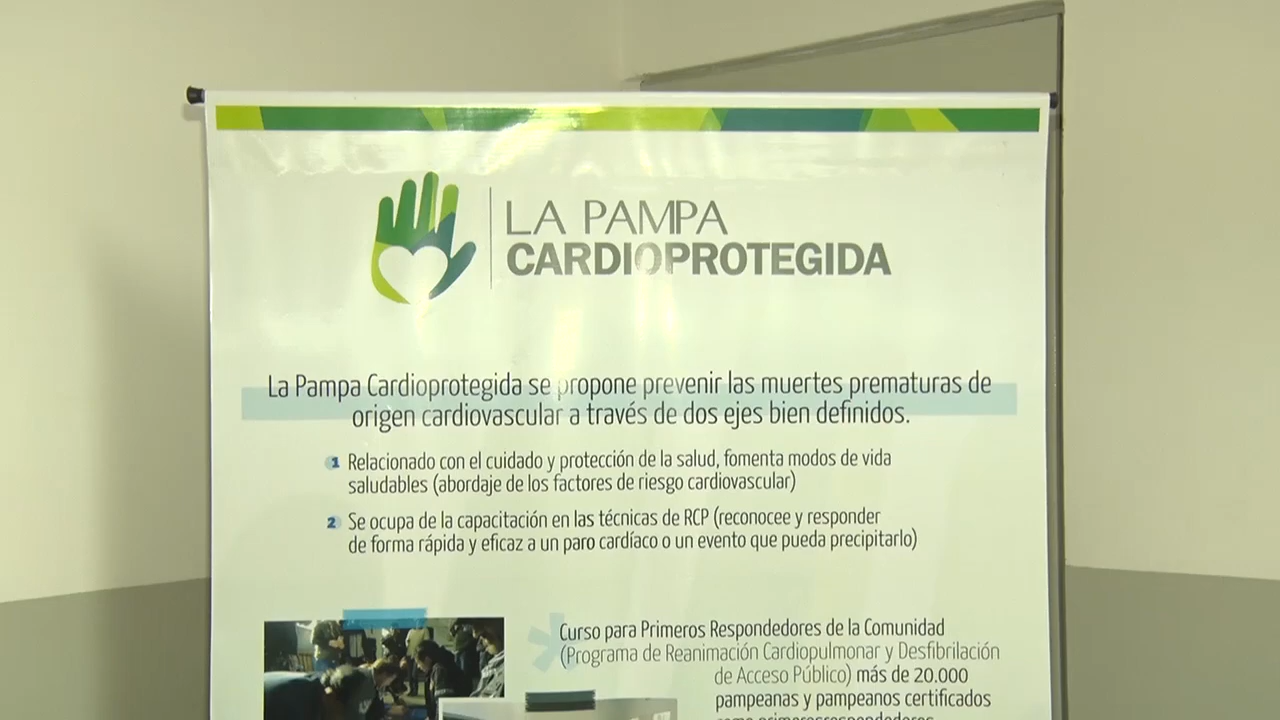 LA PAMPA
CARDIOPROTEGIDA
La Pampa Cardioprotegida se propone prevenir las muertes prematuras de
origen cardiovascular a través de dos ejes bien definidos.
1 Relacionado con el cuidado y protección de la salud, fomenta modos de vida
saludables (abordaje de los factores de riesgo cardiovascular)
2 Se ocupa de la capacitación en las técnicas de RCP (reconocee y responder
de forma rápida y eficaz a un paro cardíaco o un evento que pueda precipitarlo)
Curso para Primeros Respondedores de la Comunidad
(Programa de Reanimación Cardiopulmonar y Desfibrilación
de Acceso Público) más de 20.000
pampeanas y pampeanos certificados